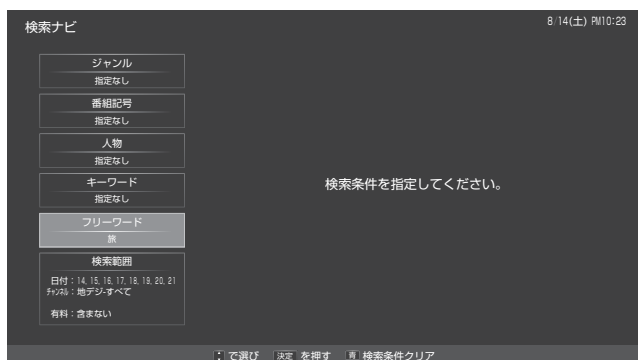 検索ナビ
8/14(土) PM10:23
ジャンル
指定なし
番組記号
指定なし
人物
指定なし
キーワード
指定なし
フリーワード
旅
検索範囲
日付：14, 15, 16, 17, 18, 19, 20, 21
チャンネル：地デジ-すべて
有料：含まない
検索条件を指定してください。
で選び 決定 を押す 青 検索条件クリア